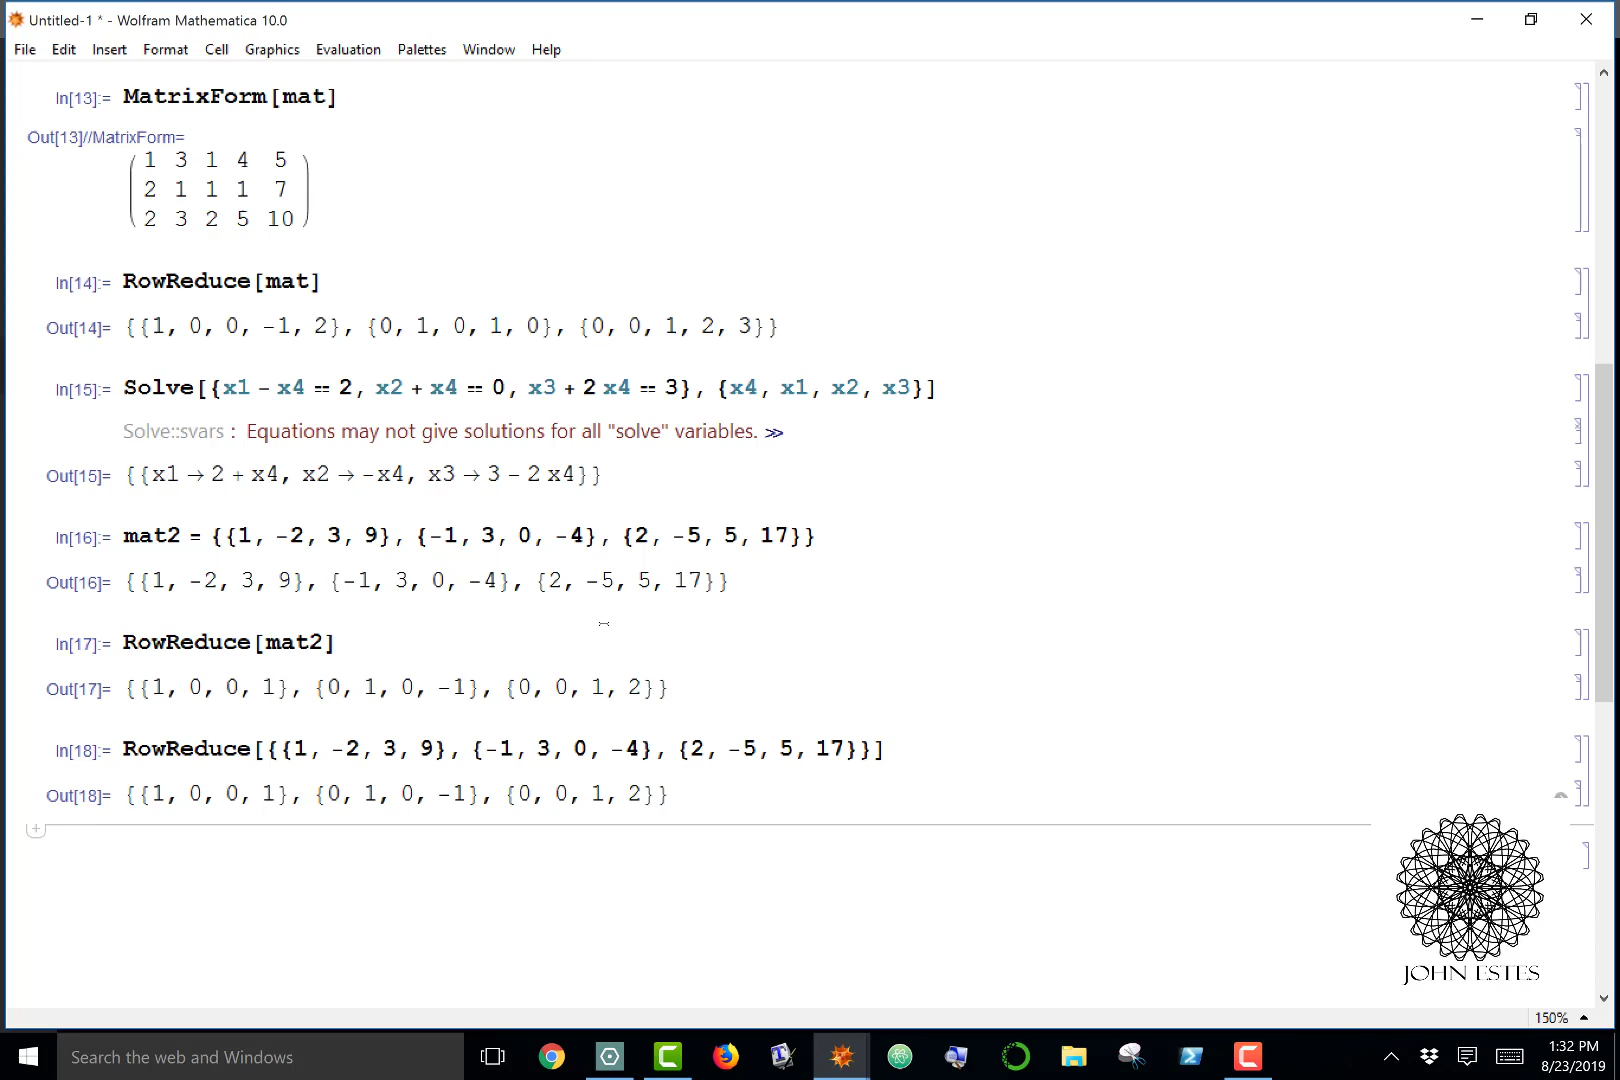 Untitled-1 * - Wolfram Mathematica 10.0
File Edit Insert Format Cell Graphics Evaluation Palettes Window Help
In[13]:= MatrixForm[mat]
Out[13]//MatrixForm=
1 3 1 4 5
2 1 1 1 7
2 3 2 5 10
In[14]:= RowReduce[mat]
Out[14]= {{1, 0, 0, -1, 2}, {0, 1, 0, 1, 0}, {0, 0, 1, 2, 3}}
In[15]:= Solve[{x1 - x4 == 2, x2 + x4 == 0, x3 + 2 x4 == 3}, {x4, x1, x2, x3}]
Solve::svars : Equations may not give solutions for all "solve" variables. ≫
Out[15]= {{x1 → 2 + x4, x2 → -x4, x3 → 3 - 2 x4}}
In[16]:= mat2 = {{1, -2, 3, 9}, {-1, 3, 0, -4}, {2, -5, 5, 17}}
Out[16]= {{1, -2, 3, 9}, {-1, 3, 0, -4}, {2, -5, 5, 17}}
In[17]:= RowReduce[mat2]
Out[17]= {{1, 0, 0, 1}, {0, 1, 0, -1}, {0, 0, 1, 2}}
In[18]:= RowReduce[{{1, -2, 3, 9}, {-1, 3, 0, -4}, {2, -5, 5, 17}}]
Out[18]= {{1, 0, 0, 1}, {0, 1, 0, -1}, {0, 0, 1, 2}}
JOHN ESTES
150%
Search the web and Windows
1:32 PM
8/23/2019